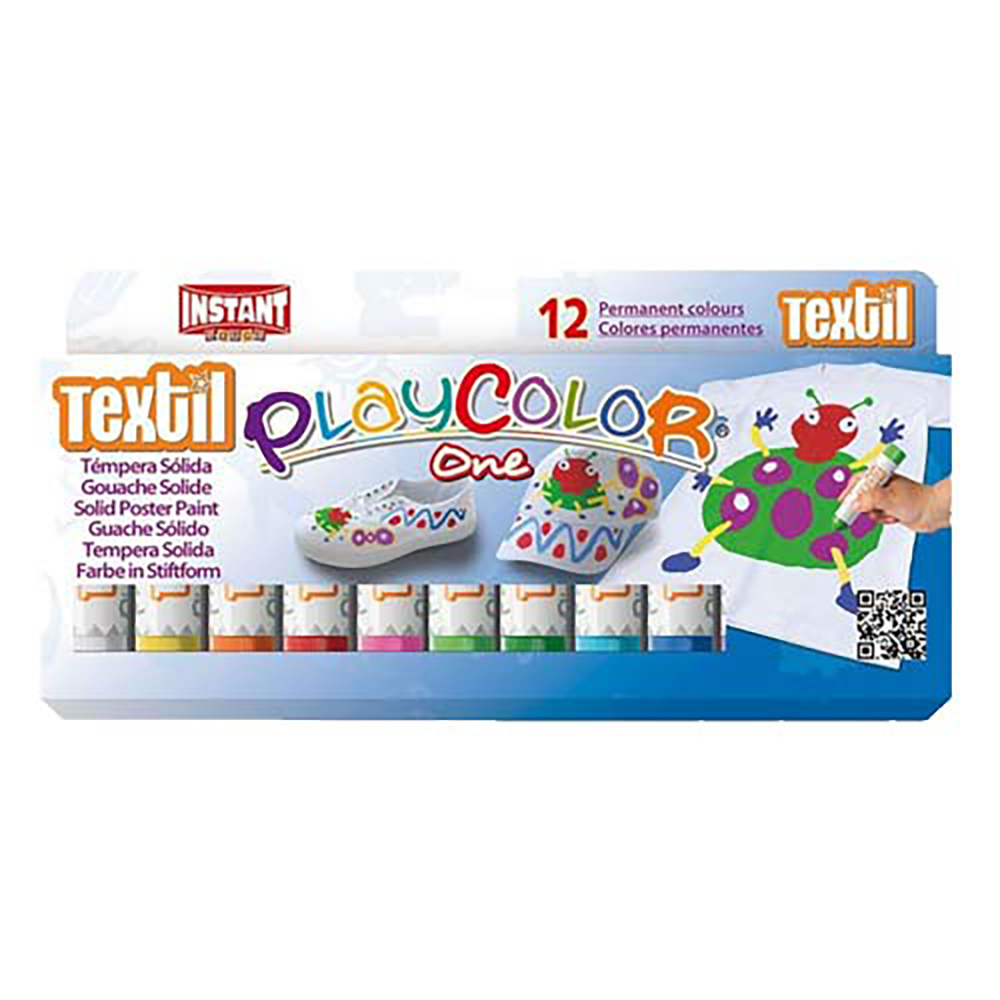 INSTANT
12 Permanent colours
Colores permanentes
Textil
Textil
PLAYCOLOR
One
Témpera Sólida
Gouache Solide
Solid Poster Paint
Guache Sólido
Tempera Solida
Farbe in Stiftform